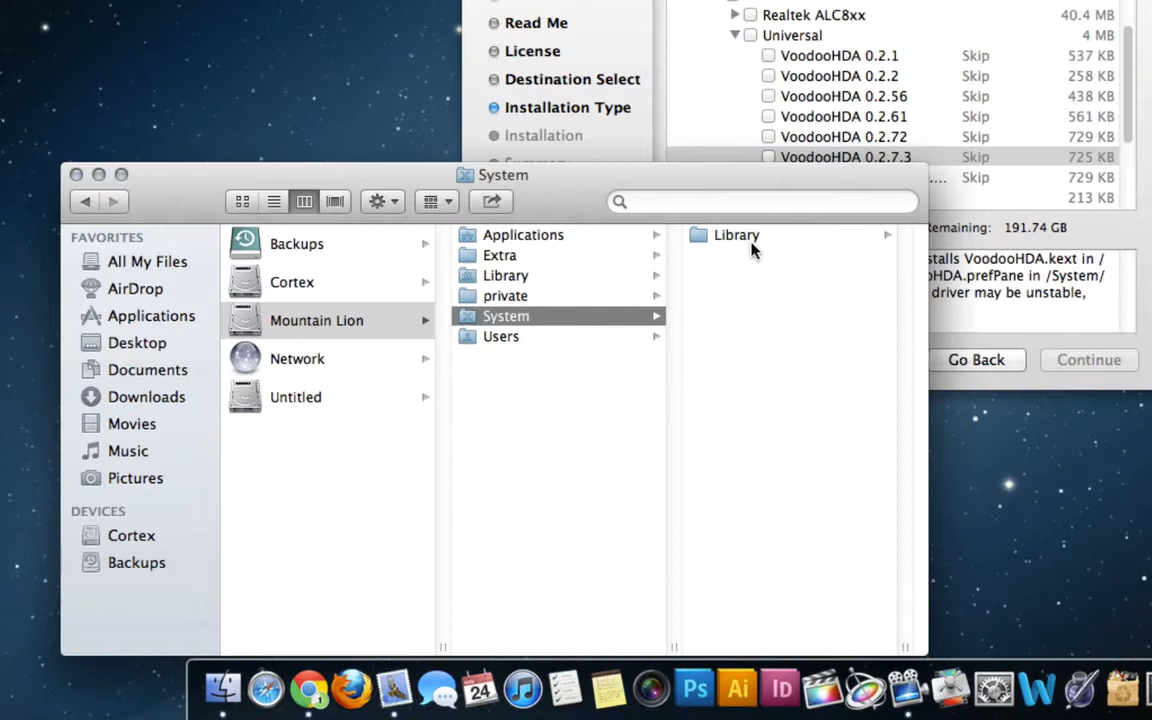 Read Me
License
Destination Select
Installation Type
Installation
Realtek ALC8xx 40.4 MB
Universal 4 MB
VoodooHDA 0.2.1 Skip 537 KB
VoodooHDA 0.2.2 Skip 258 KB
VoodooHDA 0.2.56 Skip 438 KB
VoodooHDA 0.2.61 Skip 561 KB
VoodooHDA 0.2.72 Skip 729 KB
VoodooHDA 0.2.7.3 Skip 725 KB
.... Skip 729 KB
213 KB
Remaining: 191.74 GB
stalls VoodooHDA.kext in /
oHDA.prefPane in /System/
driver may be unstable,
Go Back
Continue
System
FAVORITES
All My Files
AirDrop
Applications
Desktop
Documents
Downloads
Movies
Music
Pictures
DEVICES
Cortex
Backups
Backups
Cortex
Mountain Lion
Network
Untitled
Applications
Extra
Library
private
System
Users
Library
24
Ps
Ai
Id
W